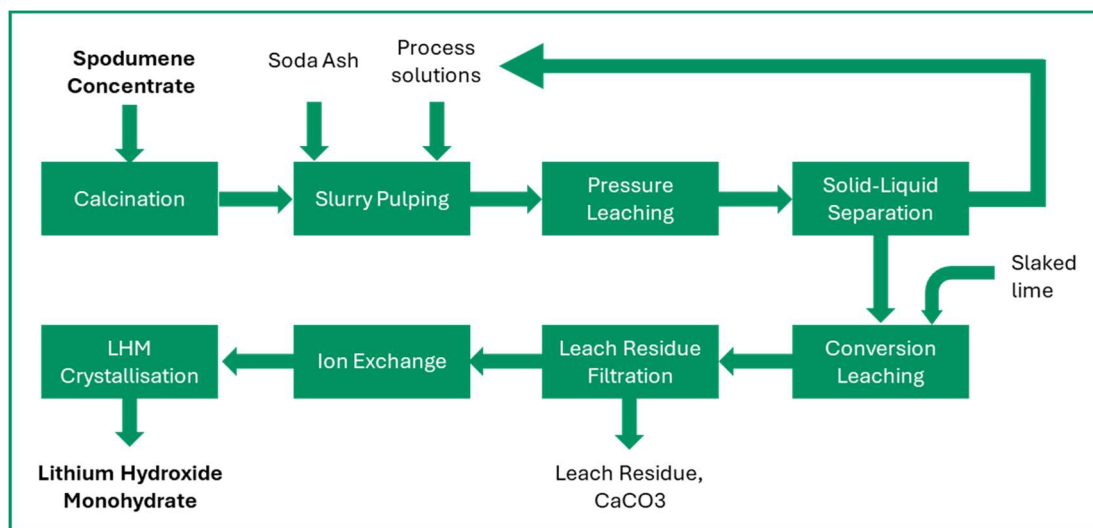 Spodumene
Concentrate
Soda Ash
Process
solutions
Calcination
Slurry Pulping
Pressure
Leaching
Solid-Liquid
Separation
Slaked
lime
LHM
Crystallisation
Ion Exchange
Leach Residue
Filtration
Conversion
Leaching
Lithium Hydroxide
Monohydrate
Leach Residue,
CaCO3